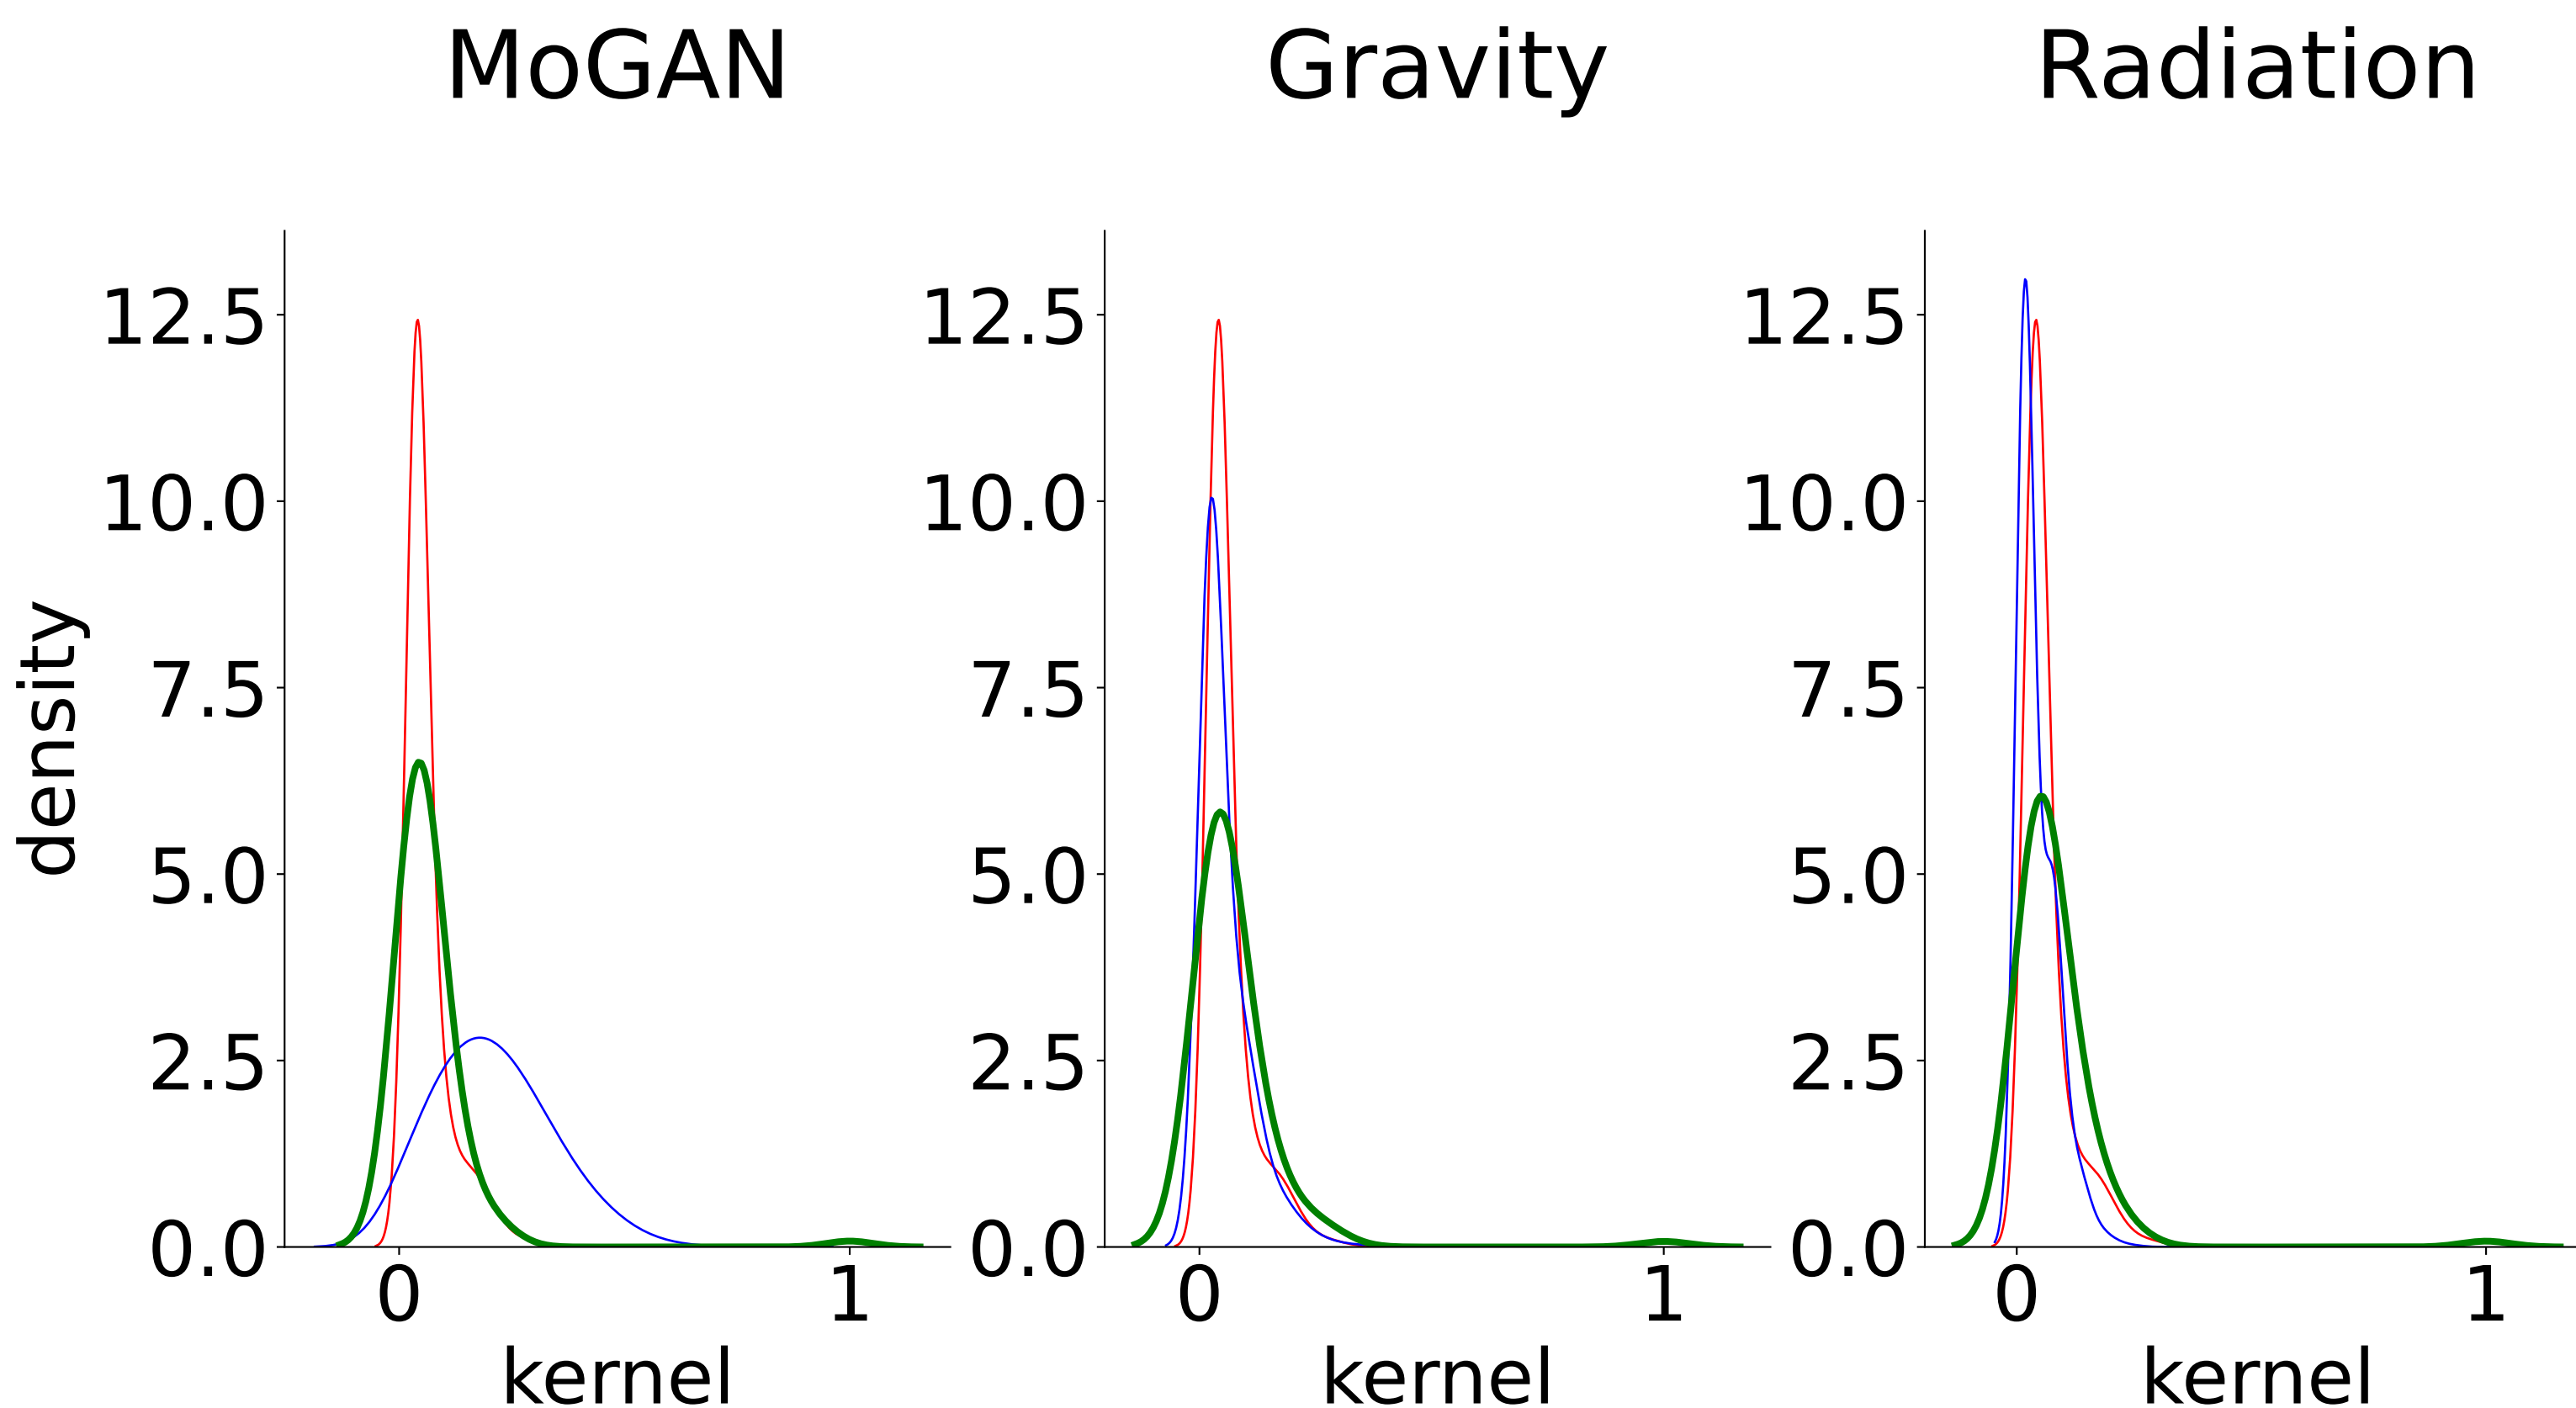 MoGAN Gravity Radiation
density
12.5 12.5 12.5
10.0 10.0 10.0
7.5 7.5 7.5
5.0 5.0 5.0
2.5 2.5 2.5
0.0 0.0 0.0
0 1 0 1 0 1
kernel kernel kernel